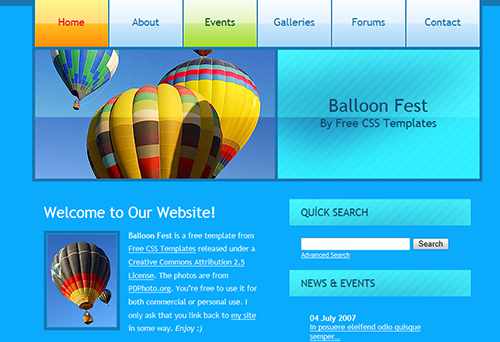 Home About Events Galleries Forums Contact
Balloon Fest
By Free CSS Templates
Welcome to Our Website!
Balloon Fest is a free template from
Free CSS Templates released under a
Creative Commons Attribution 2.5
License. The photos are from
PDPhoto.org. You're free to use it for
both commercial or personal use. I
only ask that you link back to my site
in some way. Enjoy :)
QUİCK SEARCH
Search
Advanced Search
NEWS & EVENTS
04 July 2007
In posuere eleifend odio quisque
semper...